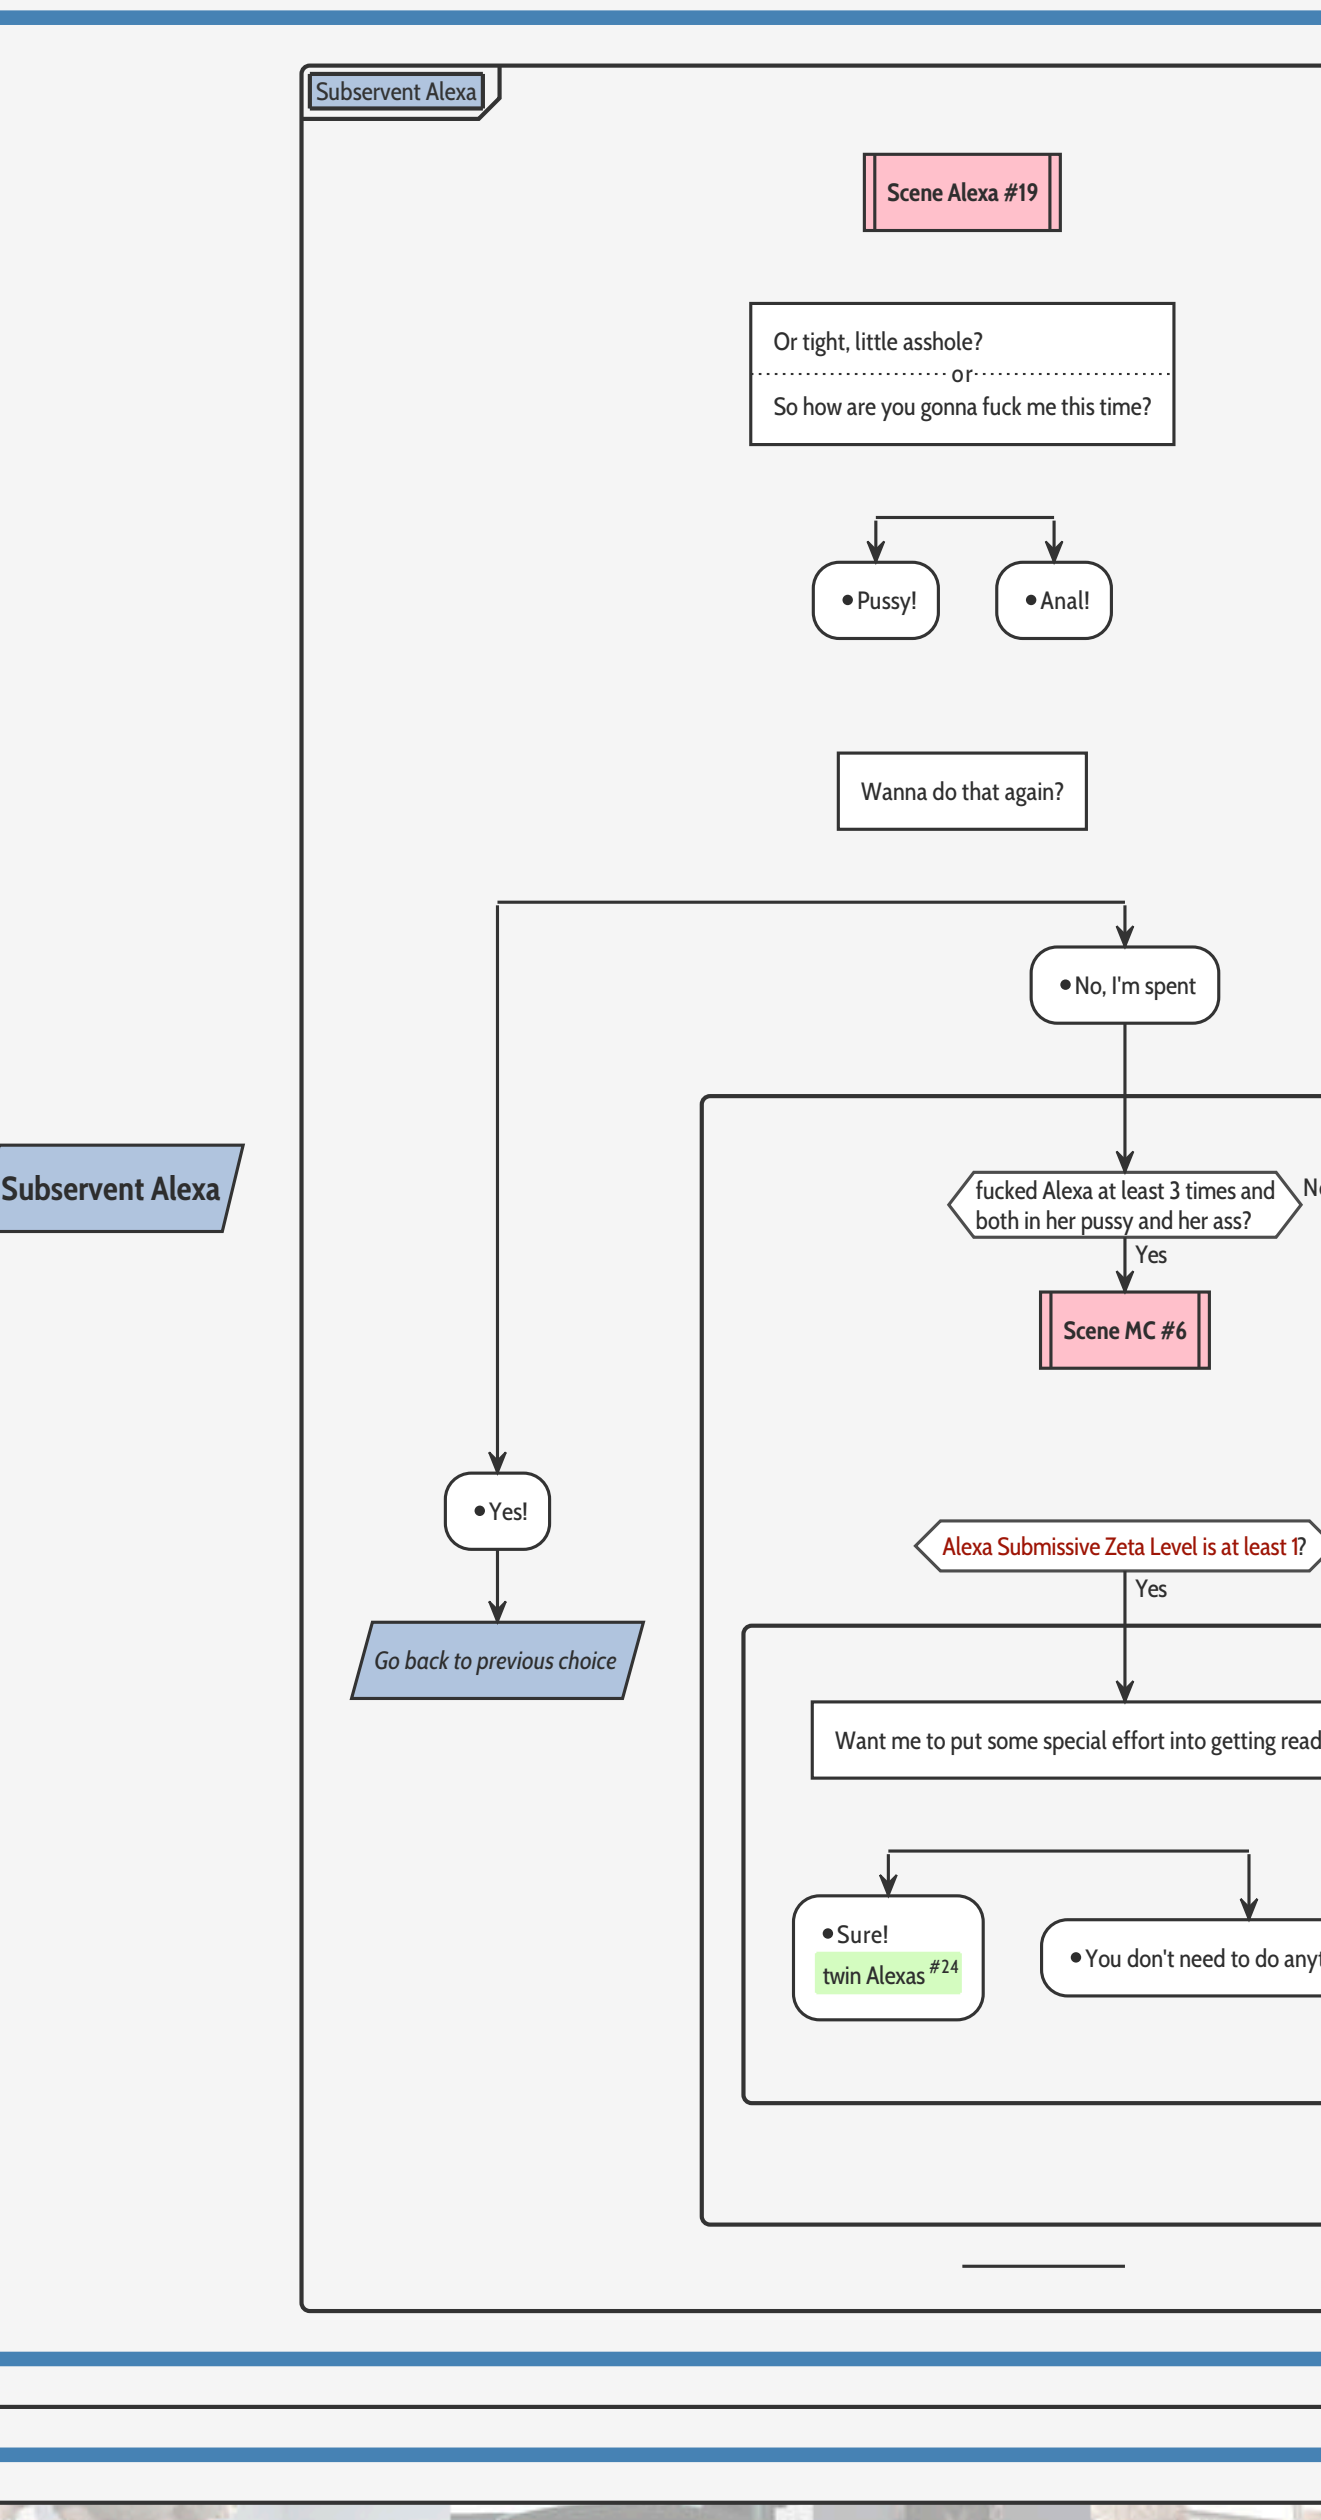 Subservent Alexa
Scene Alexa #19
Or tight, little asshole?
or
So how are you gonna fuck me this time?
• Pussy!
• Anal!
Wanna do that again?
• No, I'm spent
Subservent Alexa
fucked Alexa at least 3 times and
both in her pussy and her ass?
Yes
Scene MC #6
• Yes!
Alexa Submissive Zeta Level is at least 1?
Yes
Go back to previous choice
Want me to put some special effort into getting
• Sure!
twin Alexas #24
• You don't need to do